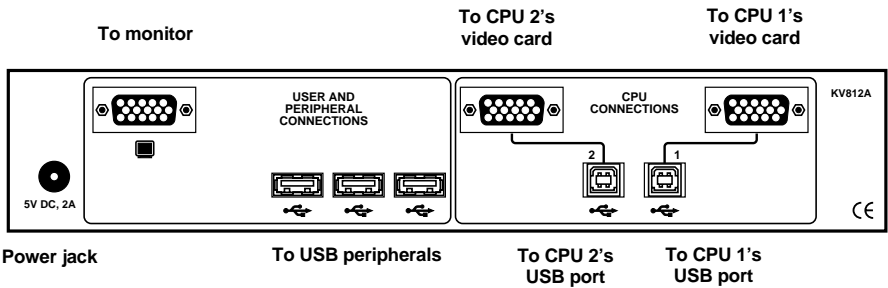 To monitor
To CPU 2's
video card
To CPU 1's
video card
USER AND
PERIPHERAL
CONNECTIONS
CPU
CONNECTIONS
KV812A
2
1
5V DC, 2A
CE
Power jack
To USB peripherals
To CPU 2's
USB port
To CPU 1's
USB port